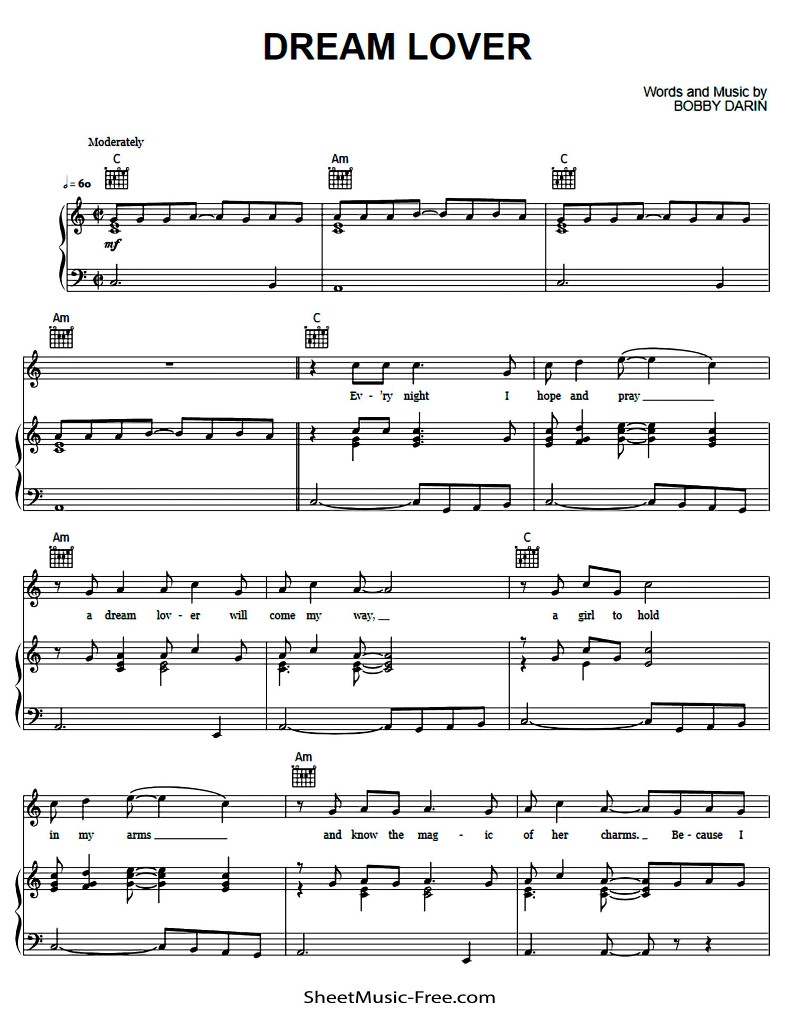 DREAM LOVER
Words and Music by
BOBBY DARIN
Moderately
C Am C
♩ = 60
mf
Am C
Ev - 'ry night I hope and pray
Am C
a dream lov - er will come my way, a girl to hold
Am
in my arms and know the mag - ic of her charms. Be - cause I
SheetMusic-Free.com